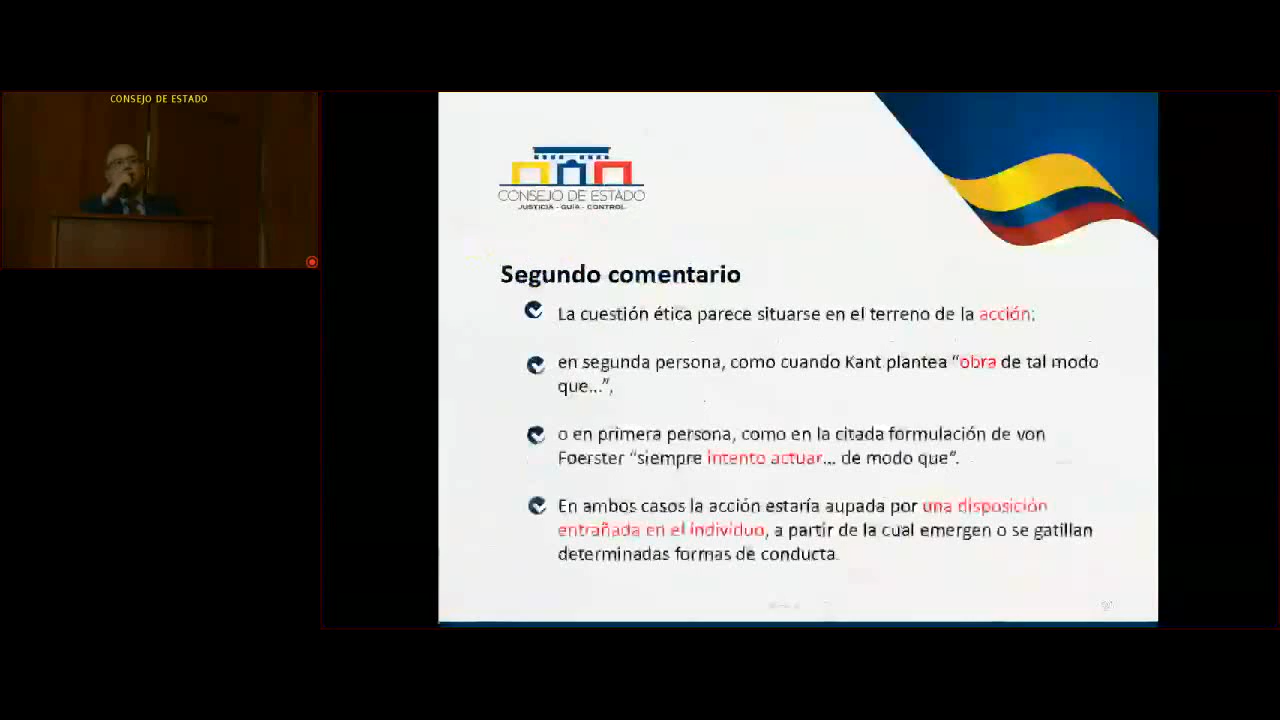 CONSEJO DE ESTADO
CONSEJO DE ESTADO
JUSTICIA - GUÍA - CONTROL
Segundo comentario
La cuestión ética parece situarse en el terreno de la acción:
en segunda persona, como cuando Kant plantea “obra de tal modo
que...”,
o en primera persona, como en la citada formulación de von
Foerster “siempre intento actuar... de modo que”.
En ambos casos la acción estaría aupada por una disposición
entrañada en el individuo, a partir de la cual emergen o se gatillan
determinadas formas de conducta.